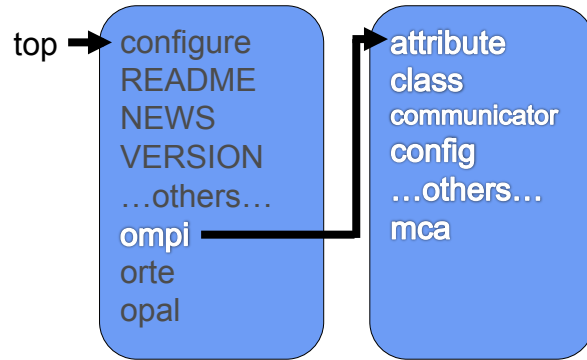 top
configure
README
NEWS
VERSION
…others…
ompi
orte
opal
attribute
class
communicator
config
…others…
mca